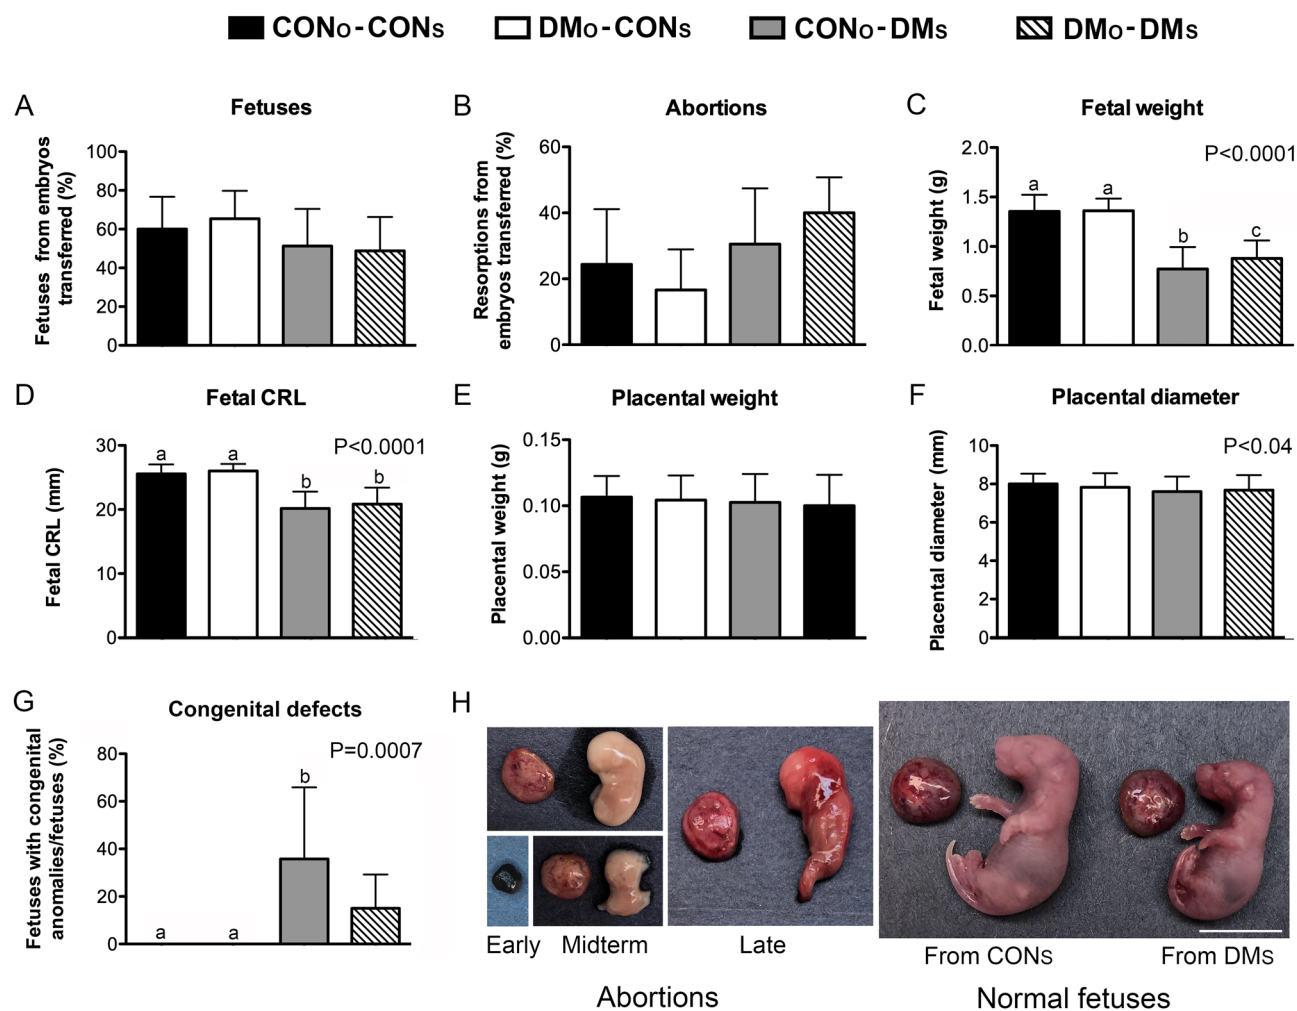 CONO-CONS DMO-CONS CONO-DMS DMO-DMS
A Fetuses
Fetuses from embryos
transferred (%)
100
80
60
40
20
0
B Abortions
Resorptions from
embryos transferred (%)
60
40
20
0
C Fetal weight
P<0.0001
Fetal weight (g)
2.0
1.5
1.0
0.5
0.0
a a b c
D Fetal CRL
P<0.0001
Fetal CRL (mm)
30
20
10
0
a a b b
E Placental weight
Placental weight (g)
0.15
0.10
0.05
0.00
F Placental diameter
P<0.04
Placental diameter (mm)
10
8
6
4
2
0
G Congenital defects
P=0.0007
Fetuses with congenital
anomalies/fetuses (%)
80
60
40
20
0
a a b
H
Early Midterm Late
Abortions
From CONS From DMS
Normal fetuses